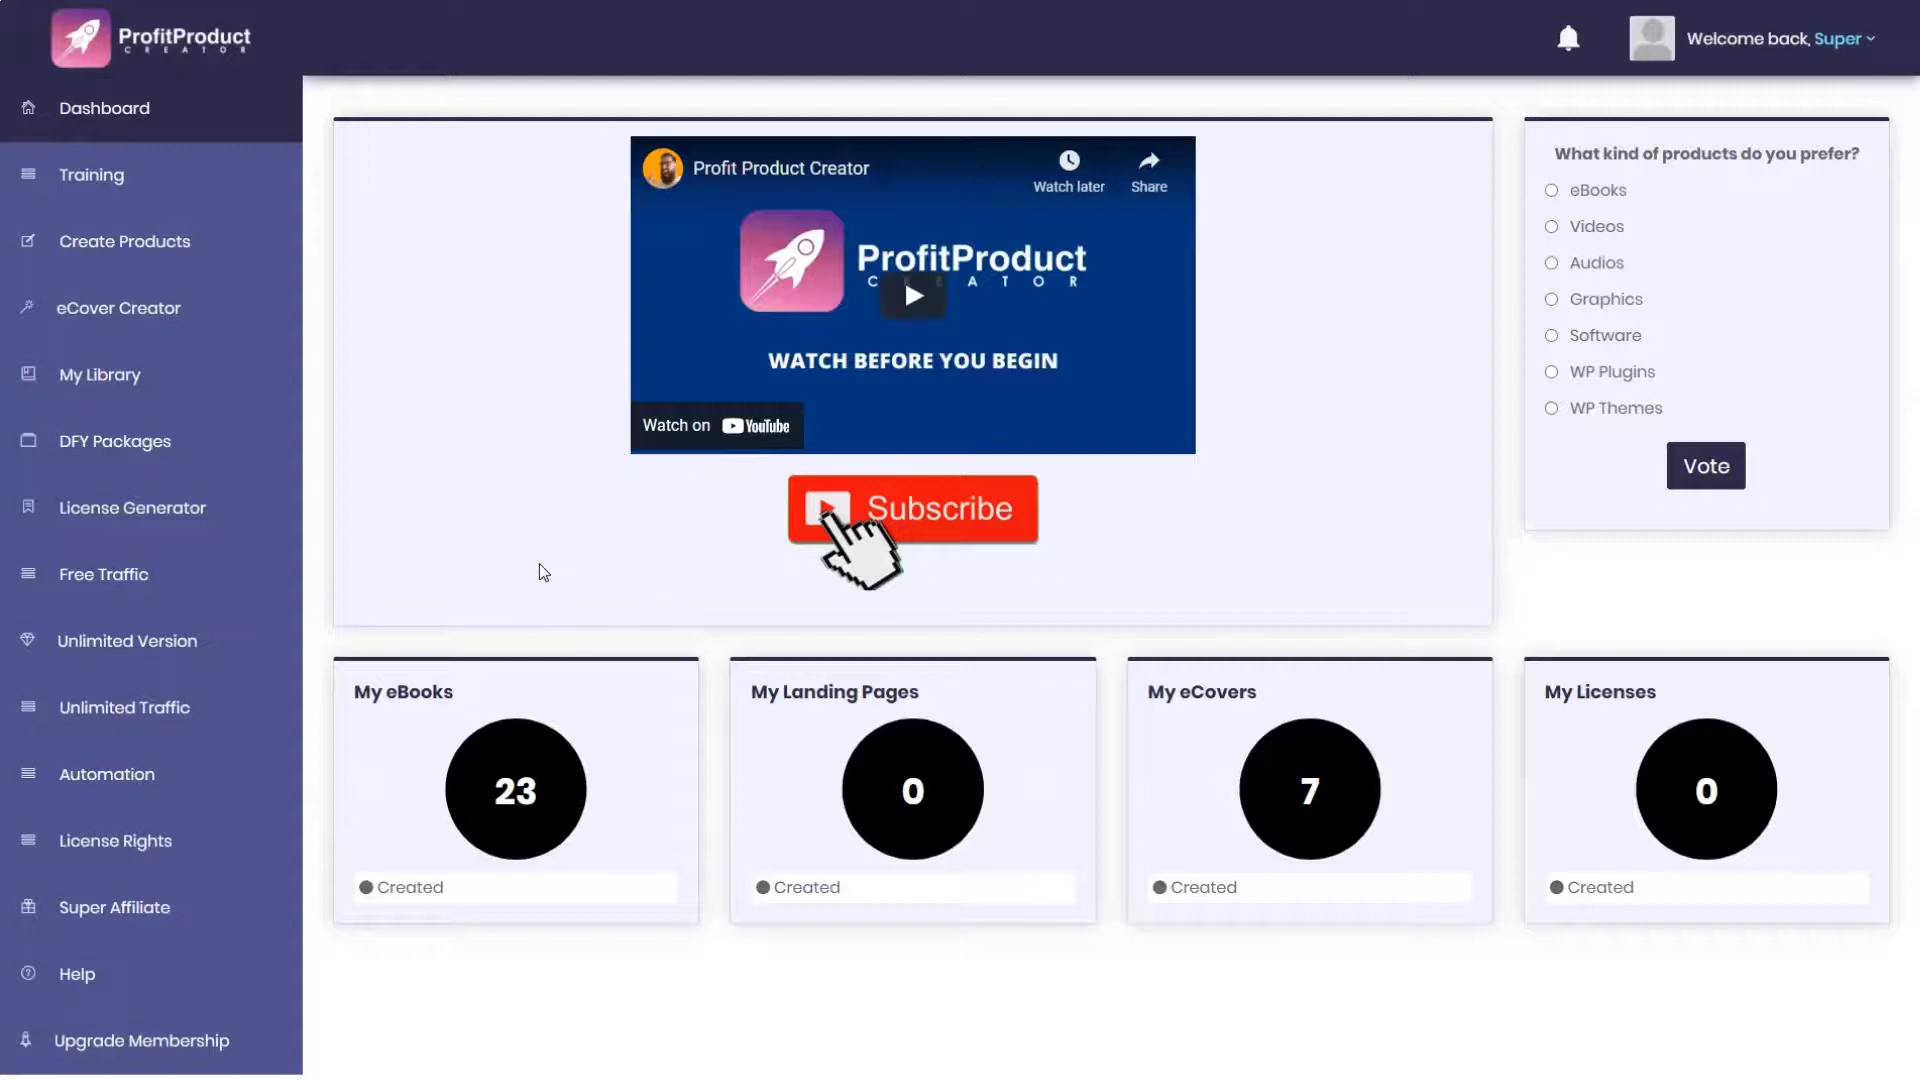 ProfitProduct
CREATOR
Welcome back, Super
Dashboard
Training
Create Products
eCover Creator
My Library
DFY Packages
License Generator
Free Traffic
Unlimited Version
Unlimited Traffic
Automation
License Rights
Super Affiliate
Help
Upgrade Membership
Profit Product Creator
Watch later
Share
ProfitProduct
CREATOR
WATCH BEFORE YOU BEGIN
Watch on YouTube
Subscribe
What kind of products do you prefer?
eBooks
Videos
Audios
Graphics
Software
WP Plugins
WP Themes
Vote
My eBooks
23
Created
My Landing Pages
0
Created
My eCovers
7
Created
My Licenses
0
Created